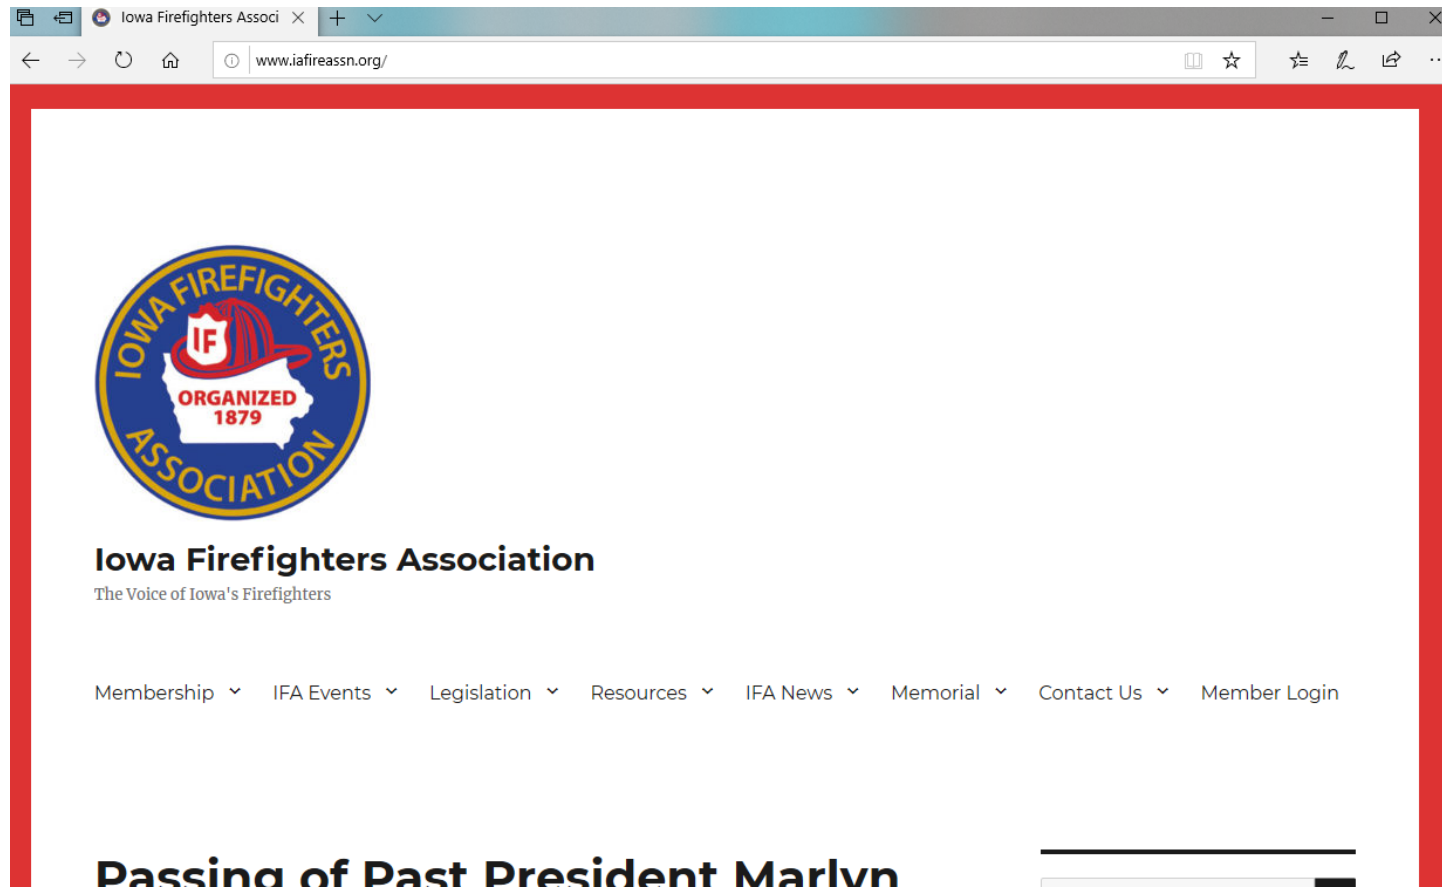 Iowa Firefighters Associ
www.iafireassn.org/
IOWA FIREFIGHTERS
IF
ORGANIZED
1879
ASSOCIATION
Iowa Firefighters Association
The Voice of Iowa's Firefighters
Membership IFA Events Legislation Resources IFA News Memorial Contact Us Member Login
Passing of Past President Marlyn